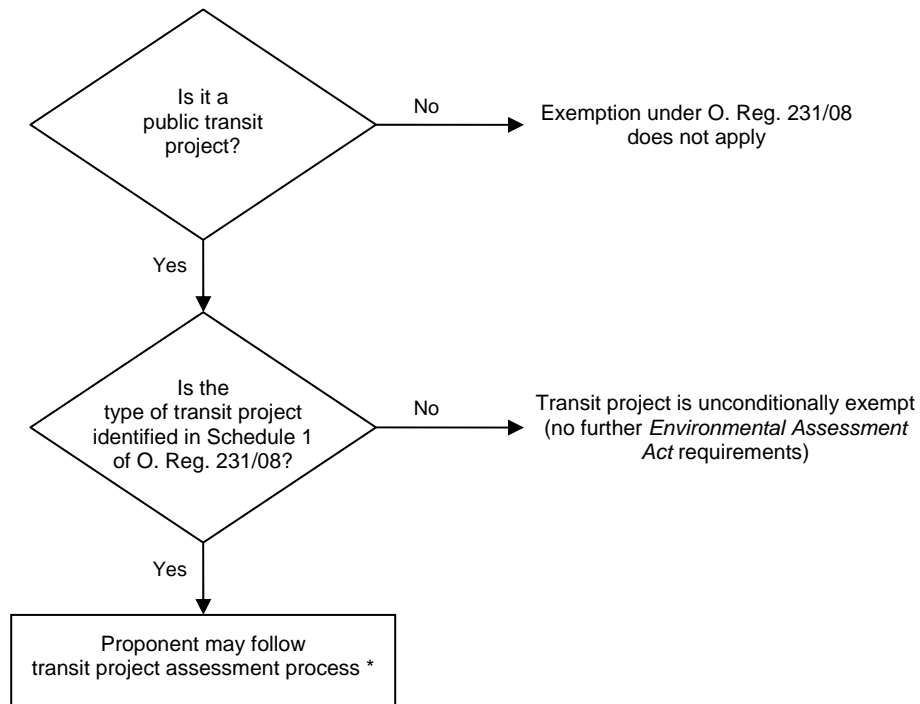 Is it a
public transit
project?
No
Exemption under O. Reg. 231/08
does not apply
Yes
Is the
type of transit project
identified in Schedule 1
of O. Reg. 231/08?
No
Transit project is unconditionally exempt
(no further Environmental Assessment
Act requirements)
Yes
Proponent may follow
transit project assessment process *